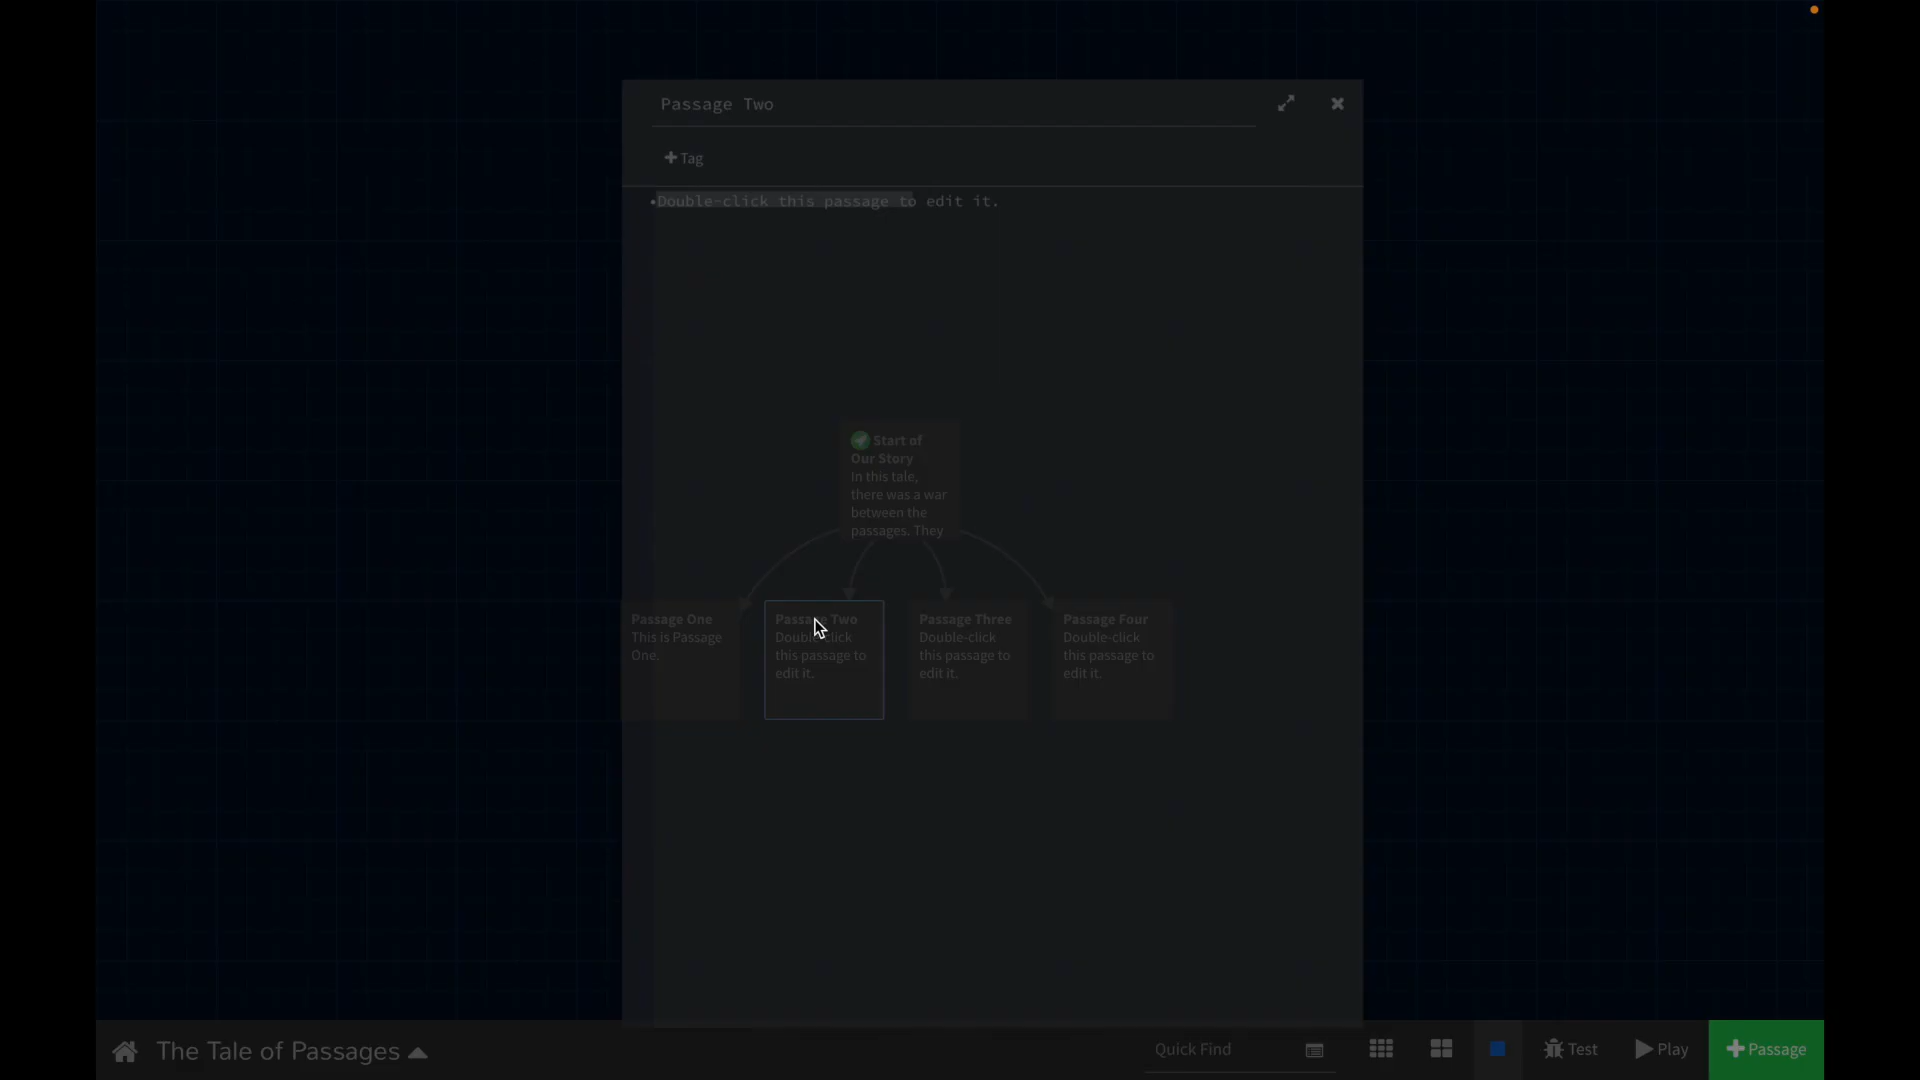 Passage Two
Tag
Double-click this passage to edit it.
Start of
Our Story
In this tale,
there was a war
between the
passages. They
Passage One
This is Passage
One.
Passage Two
Double-click
this passage to
edit it.
Passage Three
Double-click
this passage to
edit it.
Passage Four
Double-click
this passage to
edit it.
The Tale of Passages
Quick Find
Test
Play
Passage